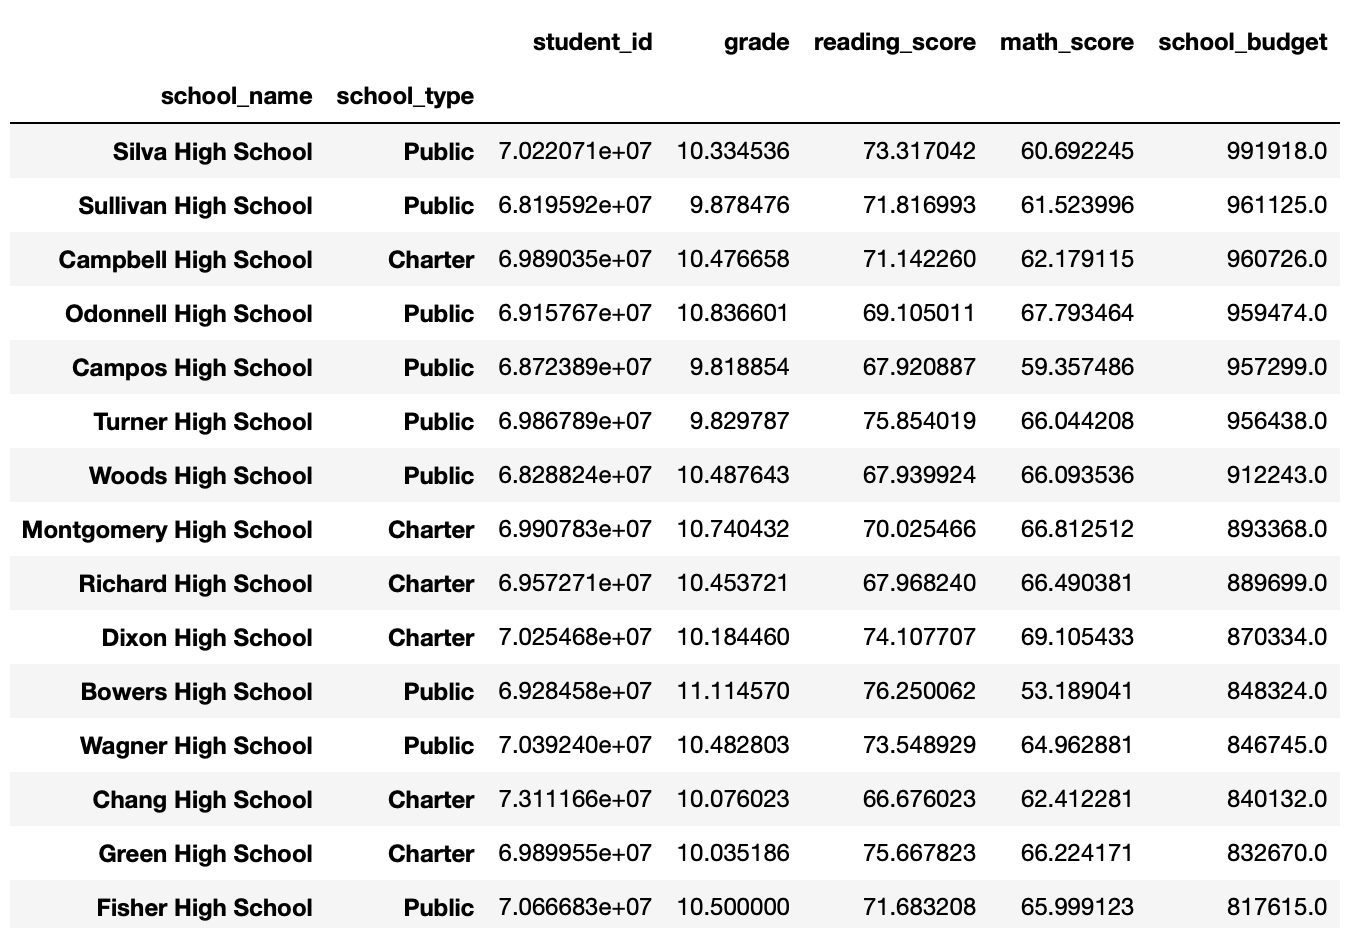 student_id grade reading_score math_score school_budget
school_name school_type
Silva High School Public 7.022071e+07 10.334536 73.317042 60.692245 991918.0
Sullivan High School Public 6.819592e+07 9.878476 71.816993 61.523996 961125.0
Campbell High School Charter 6.989035e+07 10.476658 71.142260 62.179115 960726.0
Odonnell High School Public 6.915767e+07 10.836601 69.105011 67.793464 959474.0
Campos High School Public 6.872389e+07 9.818854 67.920887 59.357486 957299.0
Turner High School Public 6.986789e+07 9.829787 75.854019 66.044208 956438.0
Woods High School Public 6.828824e+07 10.487643 67.939924 66.093536 912243.0
Montgomery High School Charter 6.990783e+07 10.740432 70.025466 66.812512 893368.0
Richard High School Charter 6.957271e+07 10.453721 67.968240 66.490381 889699.0
Dixon High School Charter 7.025468e+07 10.184460 74.107707 69.105433 870334.0
Bowers High School Public 6.928458e+07 11.114570 76.250062 53.189041 848324.0
Wagner High School Public 7.039240e+07 10.482803 73.548929 64.962881 846745.0
Chang High School Charter 7.311166e+07 10.076023 66.676023 62.412281 840132.0
Green High School Charter 6.989955e+07 10.035186 75.667823 66.224171 832670.0
Fisher High School Public 7.066683e+07 10.500000 71.683208 65.999123 817615.0